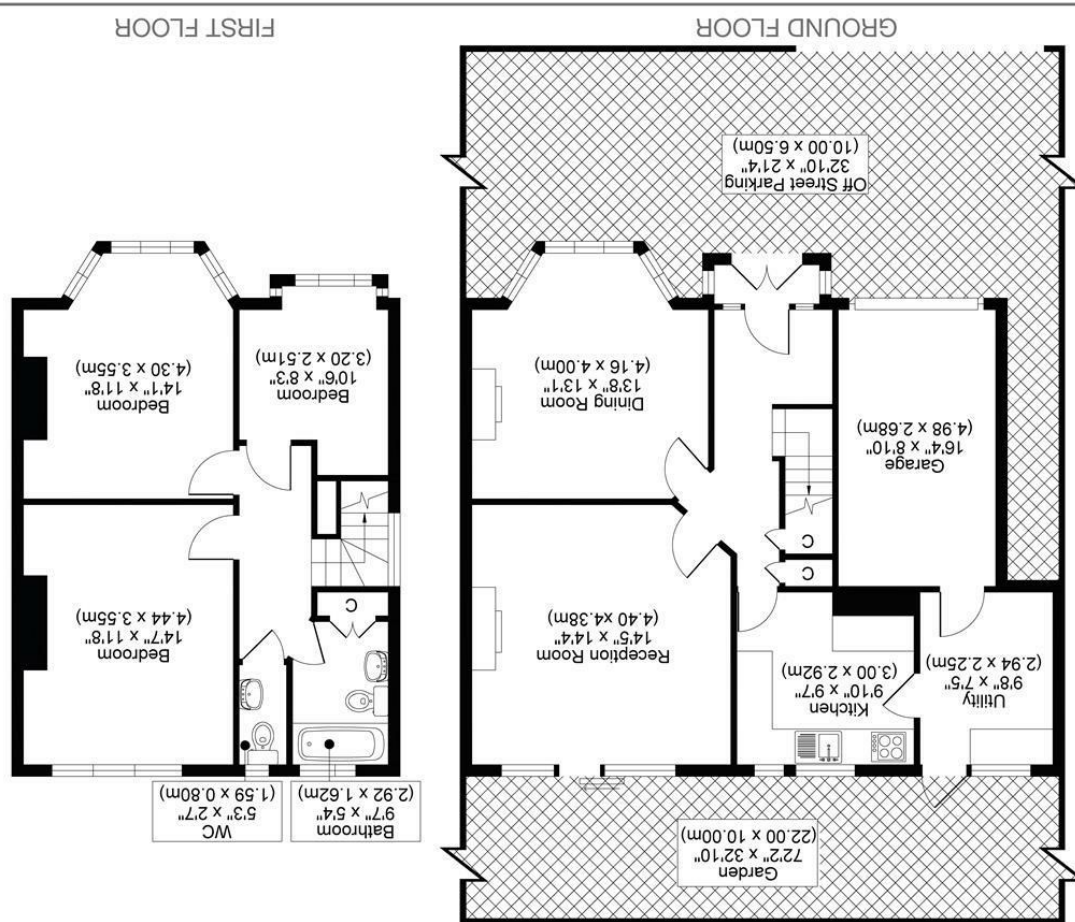 GROUND FLOOR
Off Street Parking
32'10" x 21'4"
(10.00 x 6.50m)
Dining Room
13'8 x 13'1"
(4.16 x 4.00m)
Garage
16'4" x 8'10"
(4.98 x 2.68m)
C
C
Reception Room
14'5" x 14'4"
(4.40 x4.38m)
Kitchen
9'10" x 9'7"
(3.00 x 2.92m)
Utility
9'8" x 7'5"
(2.94 x 2.25m)
Garden
72'2" x 32'10"
(22.00 x 10.00m)
FIRST FLOOR
Bedroom
10'6" x 8'3"
(3.20 x 2.51m)
Bedroom
14'1" x 11'8"
(4.30 x 3.55m)
C
Bedroom
14'7" x 11'8"
(4.44 x 3.55m)
Bathroom
9'7" x 5'4
(2.92 x 1.62m)
WC
5'3" x 2'7"
(1.59 x 0.80m)